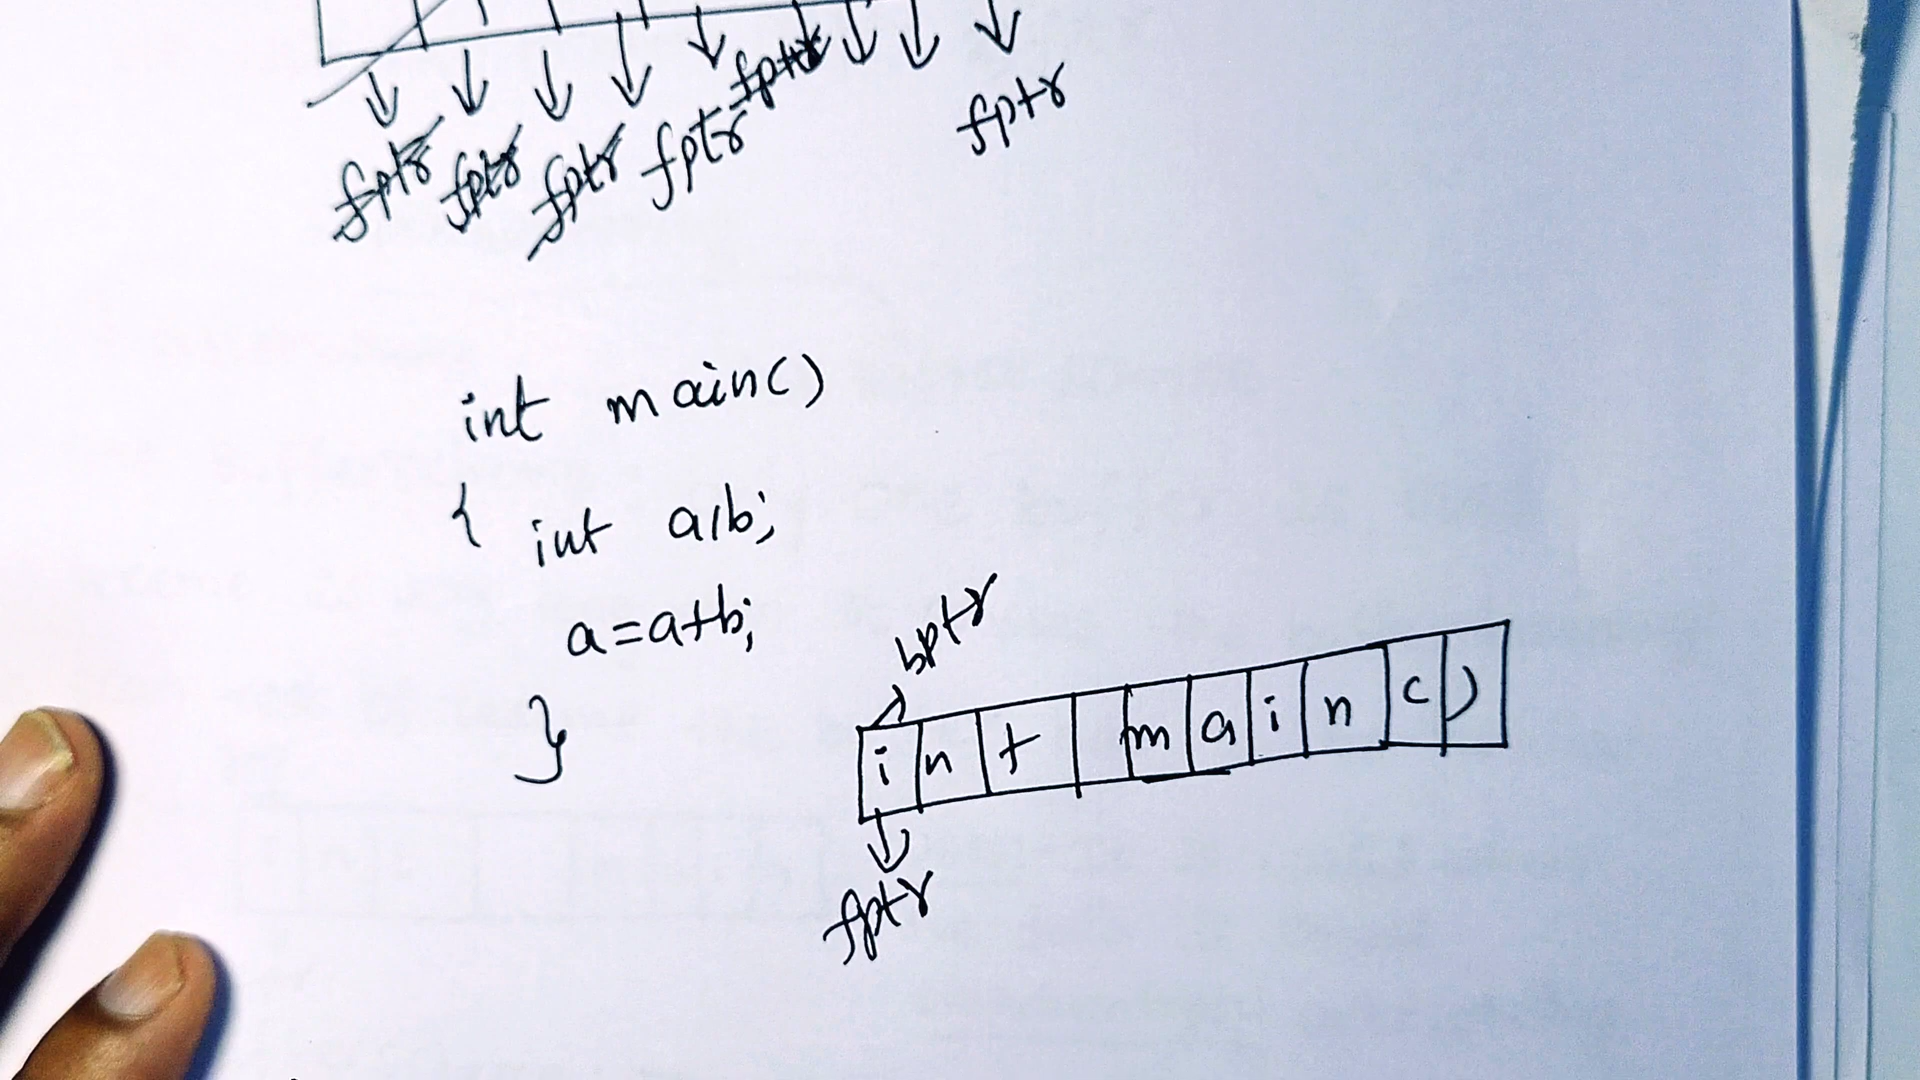 fptr fptr fptr fptr fptr fptr
int main()
{ int a,b;
a=a+b;
}
bptr
i n t m a i n ( )
fptr